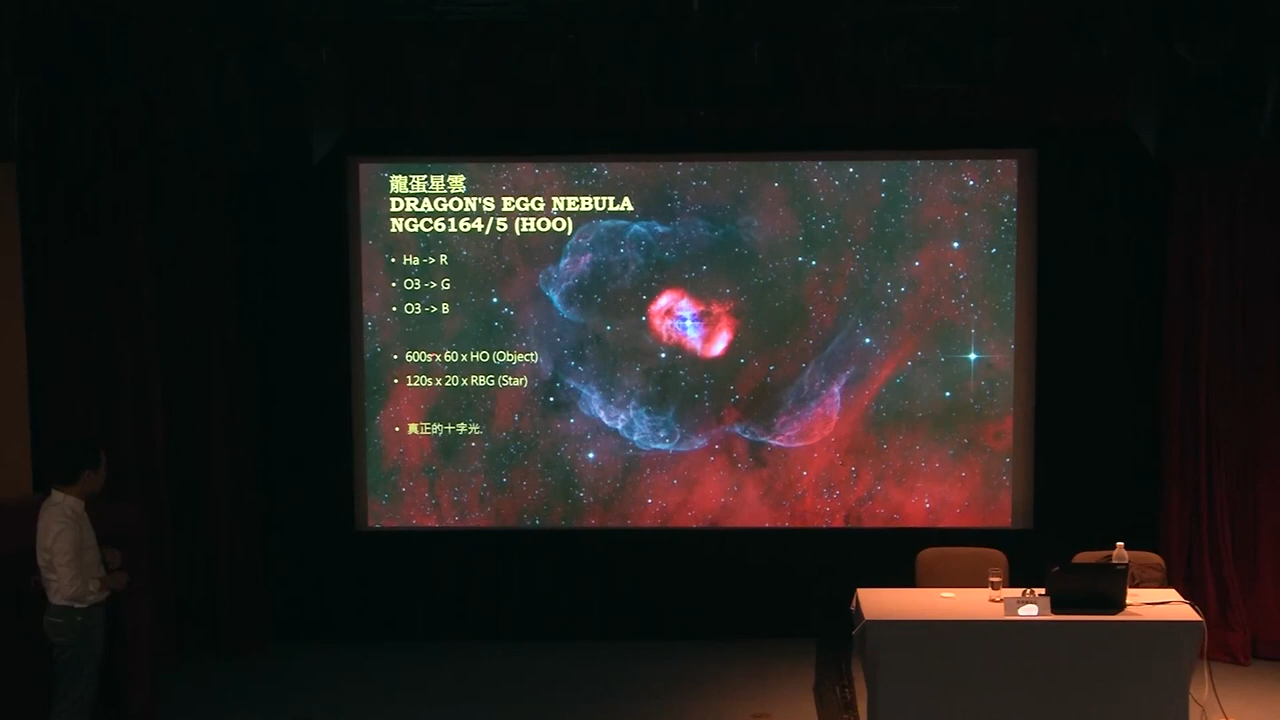 龍蛋星雲
DRAGON'S EGG NEBULA
NGC6164/5 (HOO)
• Ha -> R
• O3 -> G
• O3 -> B
• 600s x 60 x HO (Object)
• 120s x 20 x RBG (Star)
• 真正的十字光.